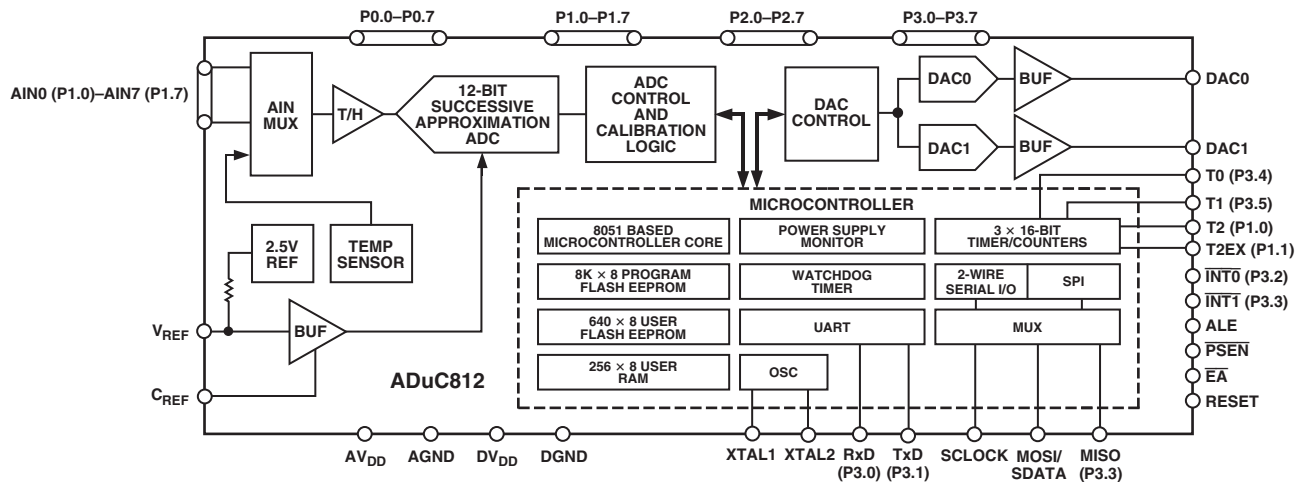 P0.0–P0.7
P1.0–P1.7
P2.0–P2.7
P3.0–P3.7
AIN0 (P1.0)–AIN7 (P1.7)
AIN
MUX
T/H
12-BIT
SUCCESSIVE
APPROXIMATION
ADC
ADC
CONTROL
AND
CALIBRATION
LOGIC
DAC
CONTROL
DAC0
BUF
DAC0
DAC1
BUF
DAC1
T0 (P3.4)
T1 (P3.5)
T2 (P1.0)
T2EX (P1.1)
INT0 (P3.2)
INT1 (P3.3)
ALE
PSEN
EA
RESET
2.5V
REF
TEMP
SENSOR
VREF
BUF
CREF
ADuC812
MICROCONTROLLER
8051 BASED
MICROCONTROLLER CORE
POWER SUPPLY
MONITOR
3 × 16-BIT
TIMER/COUNTERS
8K × 8 PROGRAM
FLASH EEPROM
WATCHDOG
TIMER
2-WIRE
SERIAL I/O
SPI
640 × 8 USER
FLASH EEPROM
UART
MUX
256 × 8 USER
RAM
OSC
AVDD
AGND
DVDD
DGND
XTAL1
XTAL2
RxD
(P3.0)
TxD
(P3.1)
SCLOCK
MOSI/
SDATA
MISO
(P3.3)